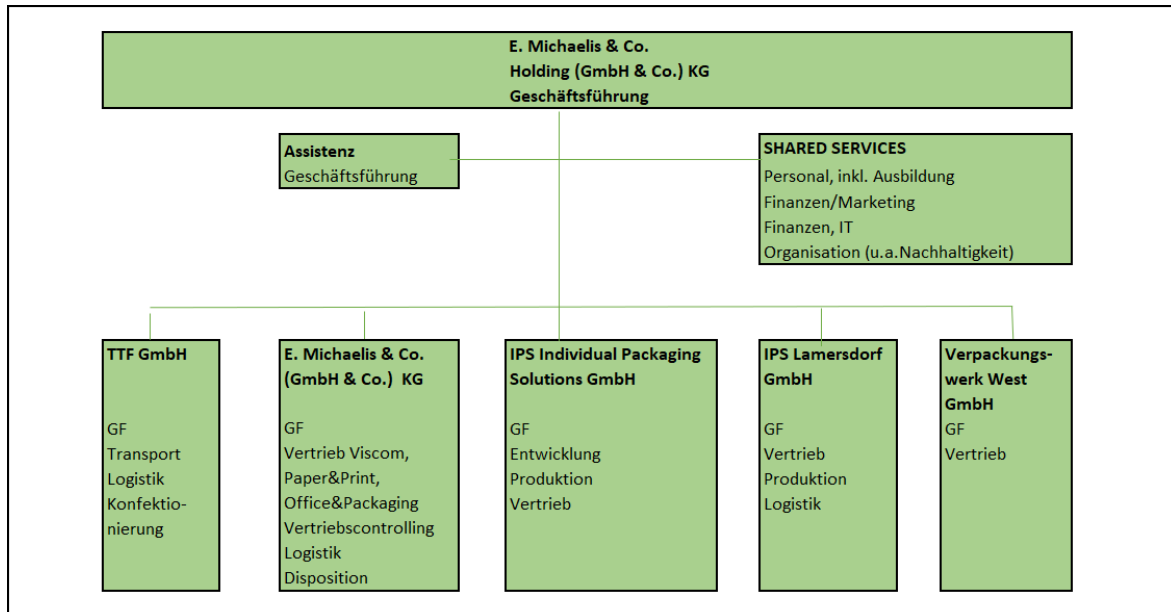 E. Michaelis & Co.
Holding (GmbH & Co.) KG
Geschäftsführung
Assistenz
Geschäftsführung
SHARED SERVICES
Personal, inkl. Ausbildung
Finanzen/Marketing
Finanzen, IT
Organisation (u.a.Nachhaltigkeit)
TTF GmbH
GF
Transport
Logistik
Konfektio-
nierung
E. Michaelis & Co.
(GmbH & Co.) KG
GF
Vertrieb Viscom,
Paper&Print,
Office&Packaging
Vertriebscontrolling
Logistik
Disposition
IPS Individual Packaging
Solutions GmbH
GF
Entwicklung
Produktion
Vertrieb
IPS Lamersdorf
GmbH
GF
Vertrieb
Produktion
Logistik
Verpackungs-
werk West
GmbH
GF
Vertrieb